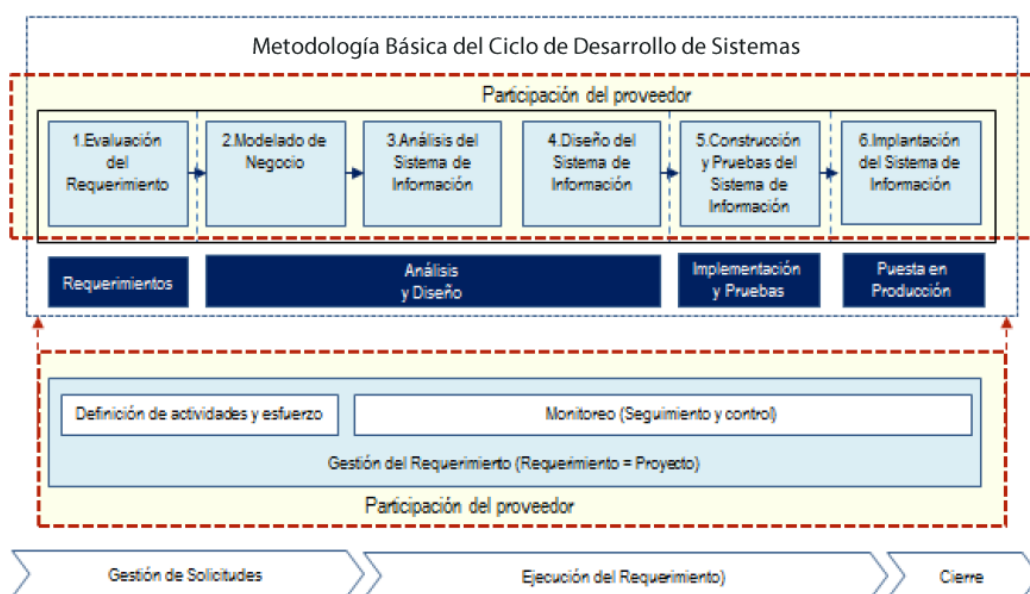 Metodología Básica del Ciclo de Desarrollo de Sistemas
Participación del proveedor
1.Evaluación
del
Requerimiento
2.Modelado de
Negocio
3.Análisis del
Sistema de
Información
4.Diseño del
Sistema de
Información
5.Construcción
y Pruebas del
Sistema de
Información
6.Implantación
del Sistema de
Información
Requerimientos
Análisis
y Diseño
Implementación
y Pruebas
Puesta en
Producción
Definición de actividades y esfuerzo
Monitoreo (Seguimiento y control)
Gestión del Requerimiento (Requerimiento = Proyecto)
Participación del proveedor
Gestión de Solicitudes
Ejecución del Requerimiento)
Cierre